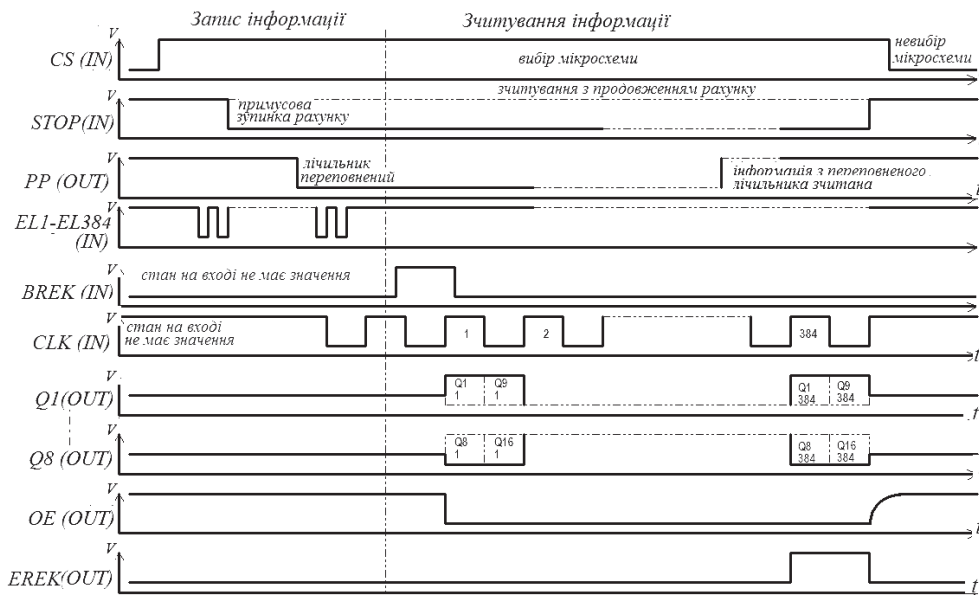 Запис інформації
Зчитування інформації
V
CS (IN)
вибір мікросхеми
невибір
мікросхеми
зчитування з продовженням рахунку
V
STOP(IN)
примусова
зупинка рахунку
V
PP (OUT)
лічильник
переповнений
інформація з переповненого
лічильника зчитана
t
V
EL1-EL384
(IN)
V
BREK (IN)
стан на вході не має значення
V
CLK (IN)
стан на вході
не має значення
1
2
384
t
V
Q1(OUT)
Q1
1
Q9
1
Q1
384
Q9
384
t
V
Q8 (OUT)
Q8
1
Q16
1
Q8
384
Q16
384
V
OE (OUT)
t
V
EREK(OUT)
t